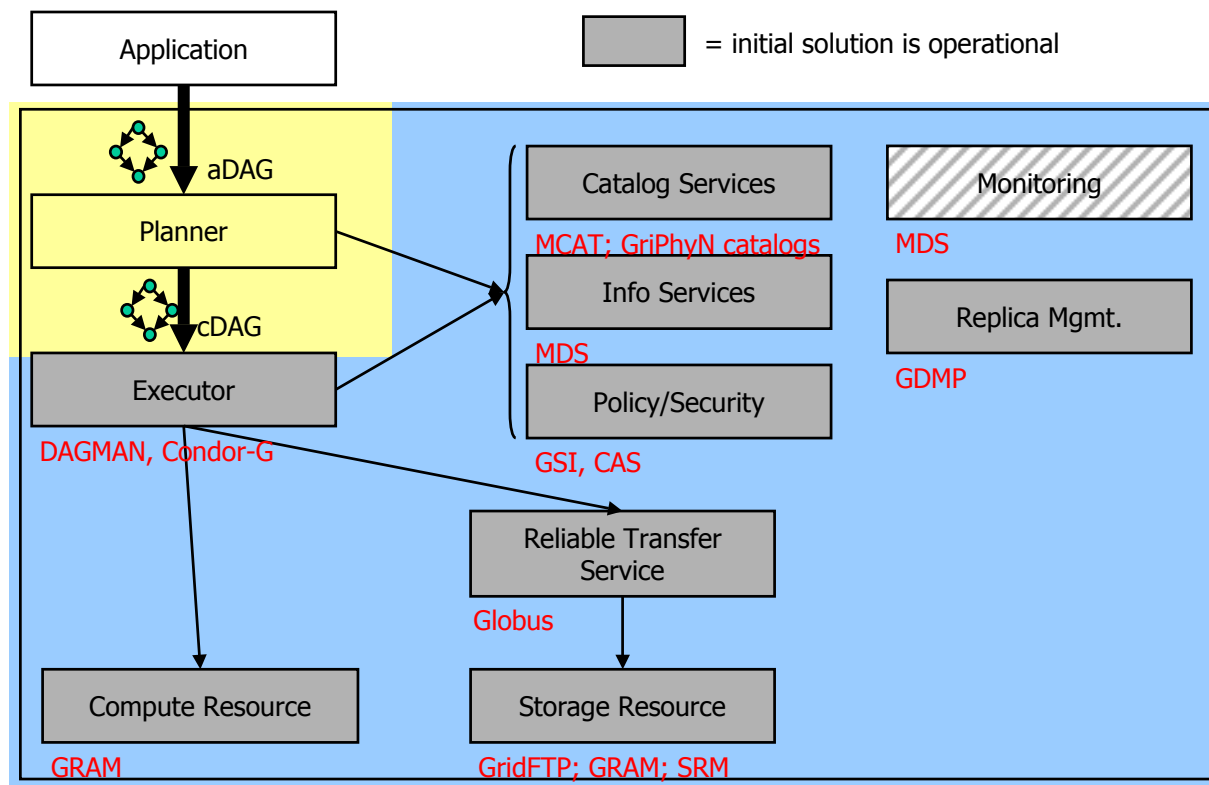 Application
= initial solution is operational
aDAG
Planner
cDAG
Executor
DAGMAN, Condor-G
Catalog Services
MCAT; GriPhyN catalogs
Info Services
MDS
Policy/Security
GSI, CAS
Monitoring
MDS
Replica Mgmt.
GDMP
Reliable Transfer
Service
Globus
Compute Resource
GRAM
Storage Resource
GridFTP; GRAM; SRM